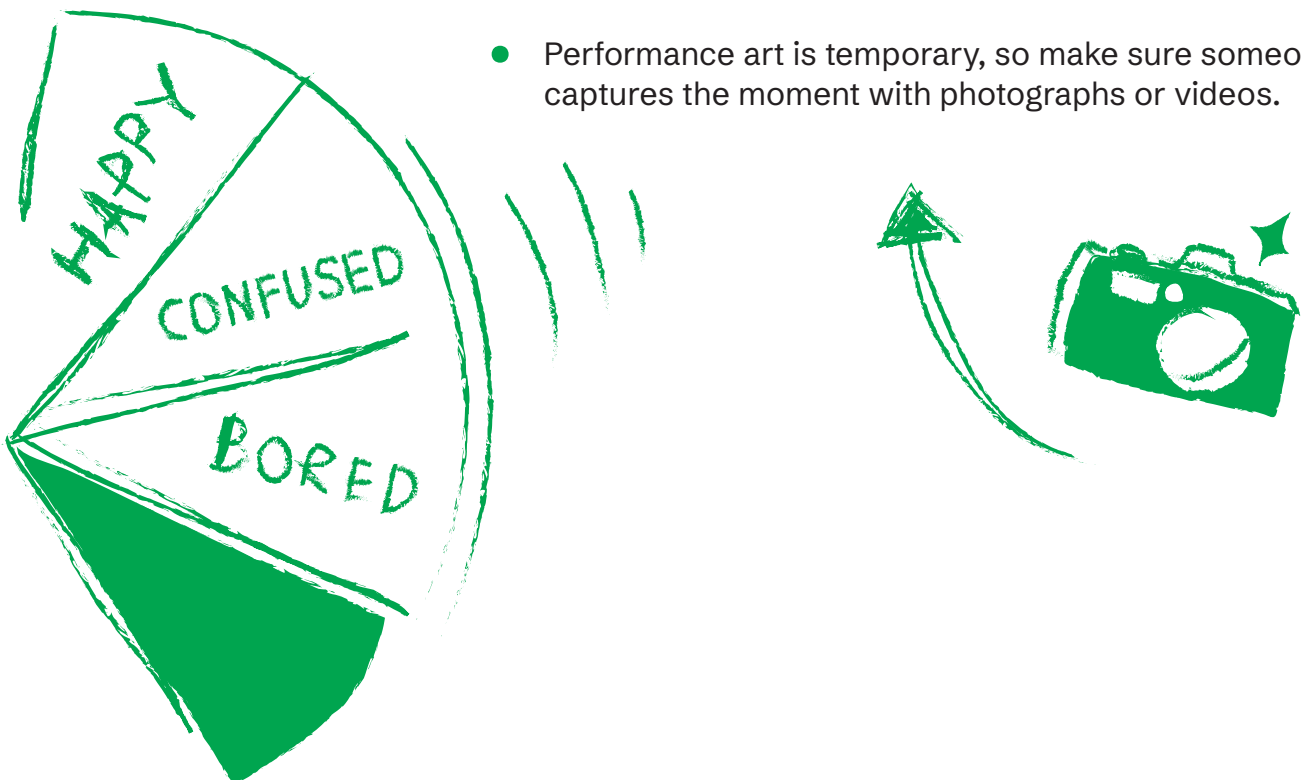 Performance art is temporary, so make sure someo
captures the moment with photographs or videos.
HAPPY
CONFUSED
BORED